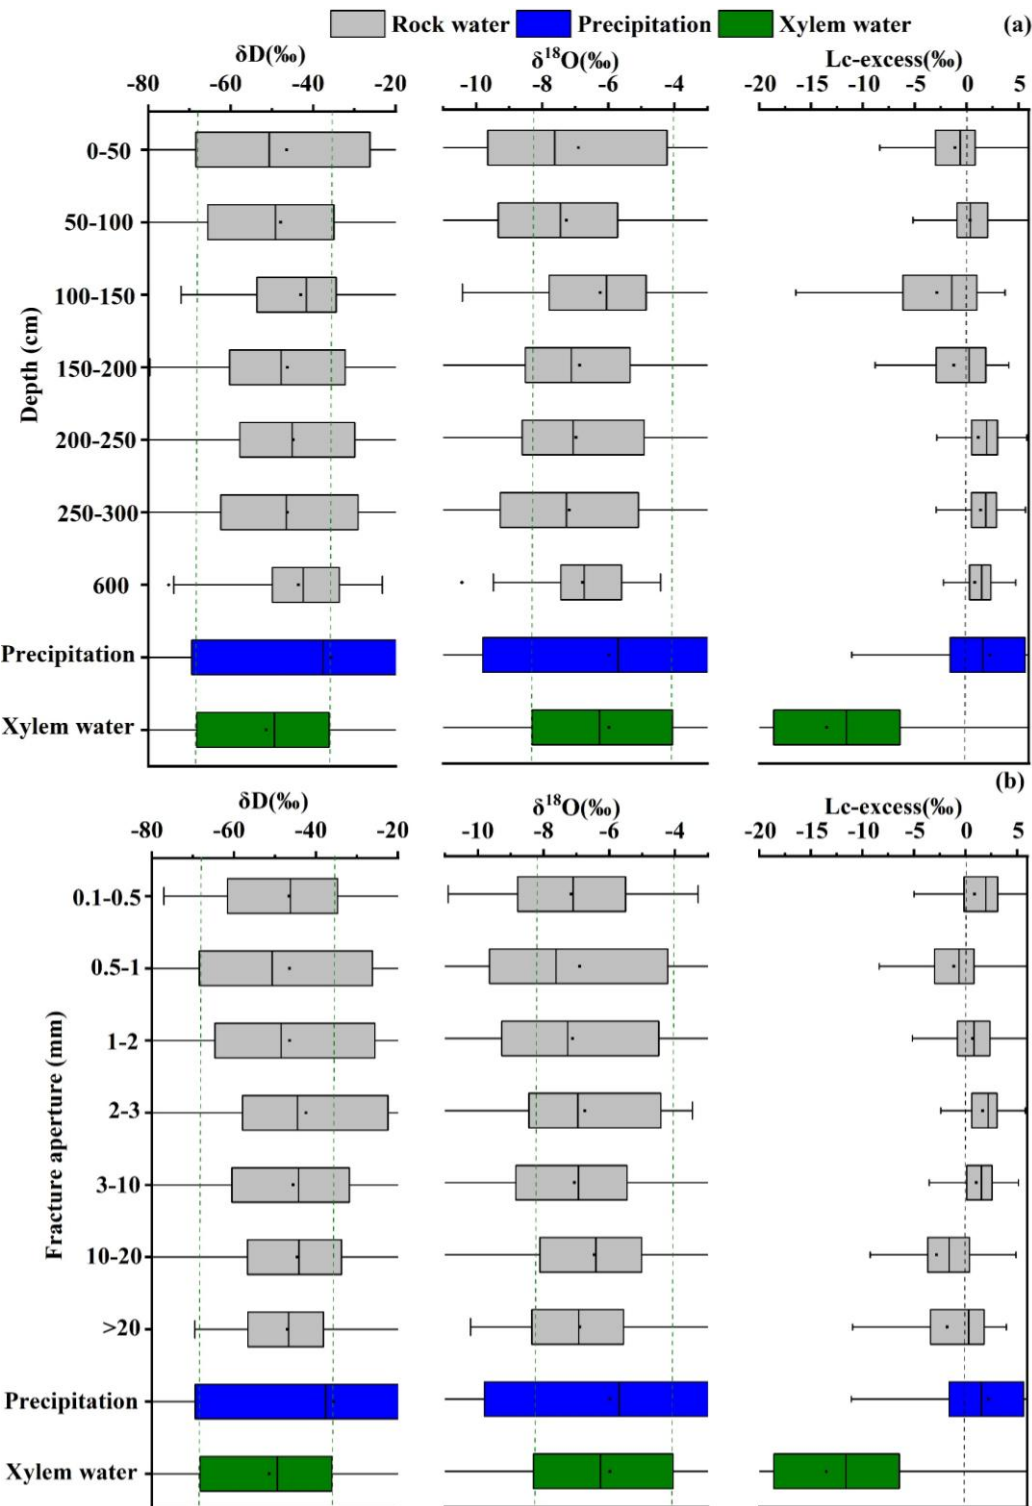 Rock water Precipitation Xylem water (a)
δD(‰) δ¹⁸O(‰) Lc-excess(‰)
-80 -60 -40 -20 -10 -8 -6 -4 -20 -15 -10 -5 0 5
Depth (cm)
0-50
50-100
100-150
150-200
200-250
250-300
600
Precipitation
Xylem water
(b)
δD(‰) δ¹⁸O(‰) Lc-excess(‰)
-80 -60 -40 -20 -10 -8 -6 -4 -20 -15 -10 -5 0 5
Fracture aperture (mm)
0.1-0.5
0.5-1
1-2
2-3
3-10
10-20
>20
Precipitation
Xylem water